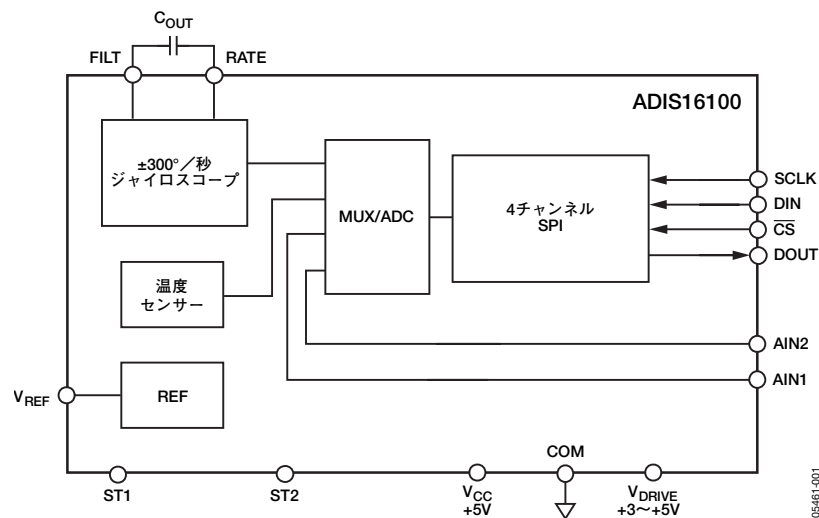 COUT
FILT
RATE
ADIS16100
±300°／秒
ジャイロスコープ
MUX/ADC
4チャンネル
SPI
SCLK
DIN
CS
DOUT
温度
センサー
AIN2
AIN1
VREF
REF
COM
ST1
ST2
VCC
+5V
VDRIVE
+3～+5V
05461-001